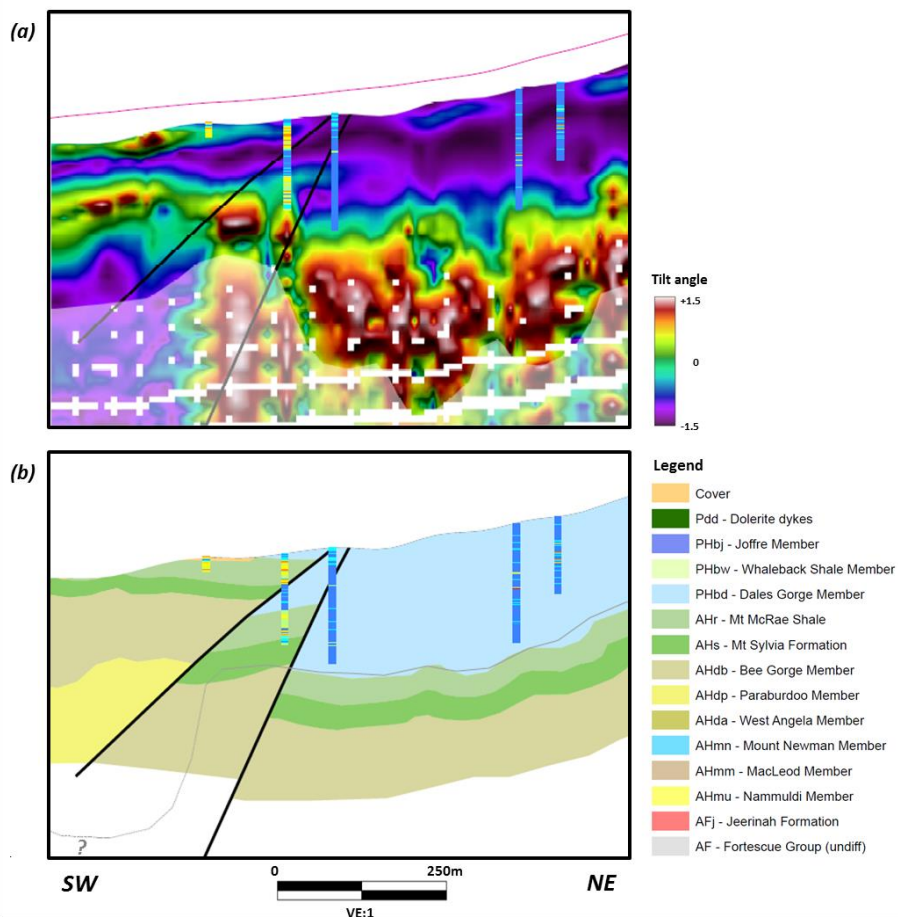 (a)
Tilt angle
+1.5
0
-1.5
(b)
Legend
Cover
Pdd - Dolerite dykes
PHbj - Joffre Member
PHbw - Whaleback Shale Member
PHbd - Dales Gorge Member
AHr - Mt McRae Shale
AHs - Mt Sylvia Formation
AHdb - Bee Gorge Member
AHdp - Paraburdoo Member
AHda - West Angela Member
AHmn - Mount Newman Member
AHmm - MacLeod Member
AHmu - Nammuldi Member
AFj - Jeerinah Formation
AF - Fortescue Group (undiff)
?
SW
0
250m
NE
VE:1